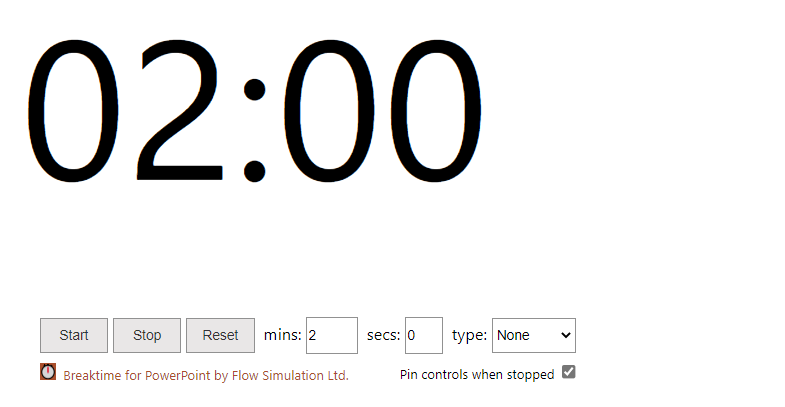 02:00
Start Stop Reset mins: 2 secs: 0 type: None
Breaktime for PowerPoint by Flow Simulation Ltd. Pin controls when stopped